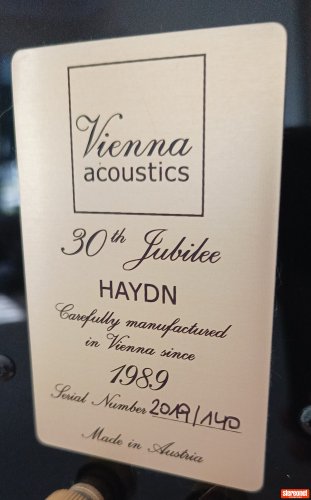 Vienna
acoustics
30th Jubilee
HAYDN
Carefully manufactured
in Vienna since
1989
Serial Number 2019/140
Made in Austria
stereonet